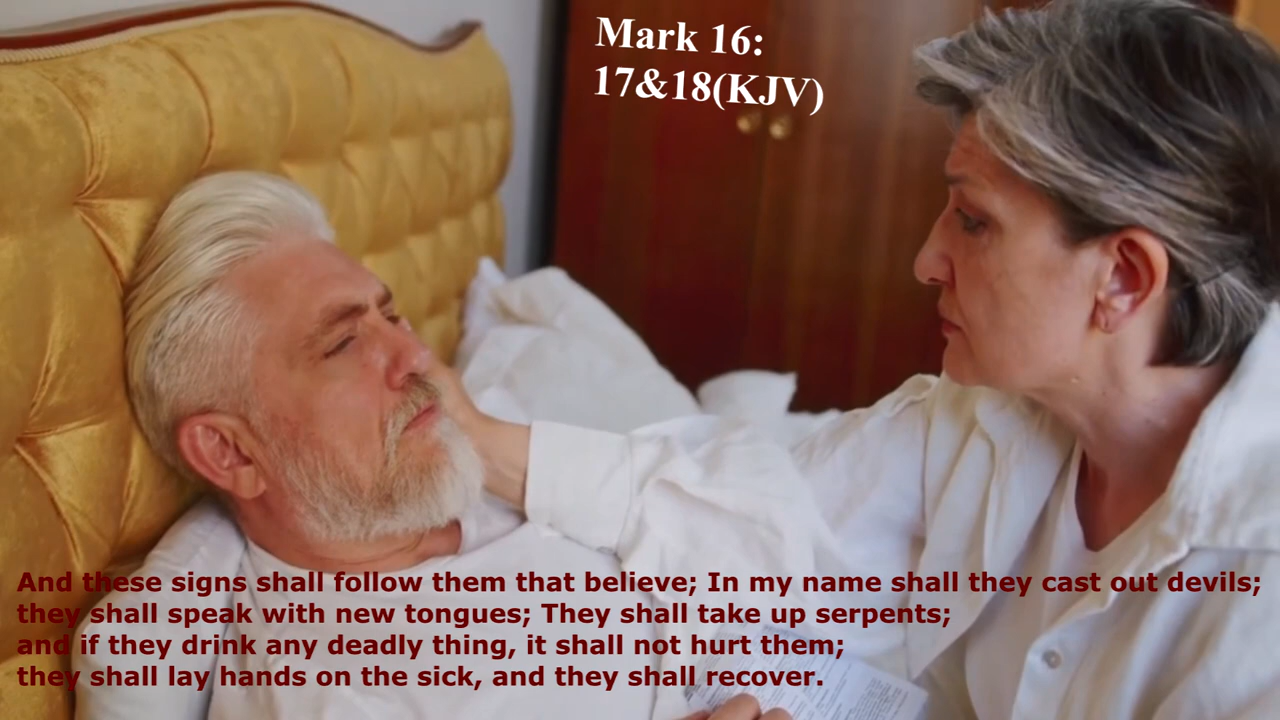 Mark 16:
17&18(KJV)
And these signs shall follow them that believe; In my name shall they cast out devils;
they shall speak with new tongues; They shall take up serpents;
and if they drink any deadly thing, it shall not hurt them;
they shall lay hands on the sick, and they shall recover.